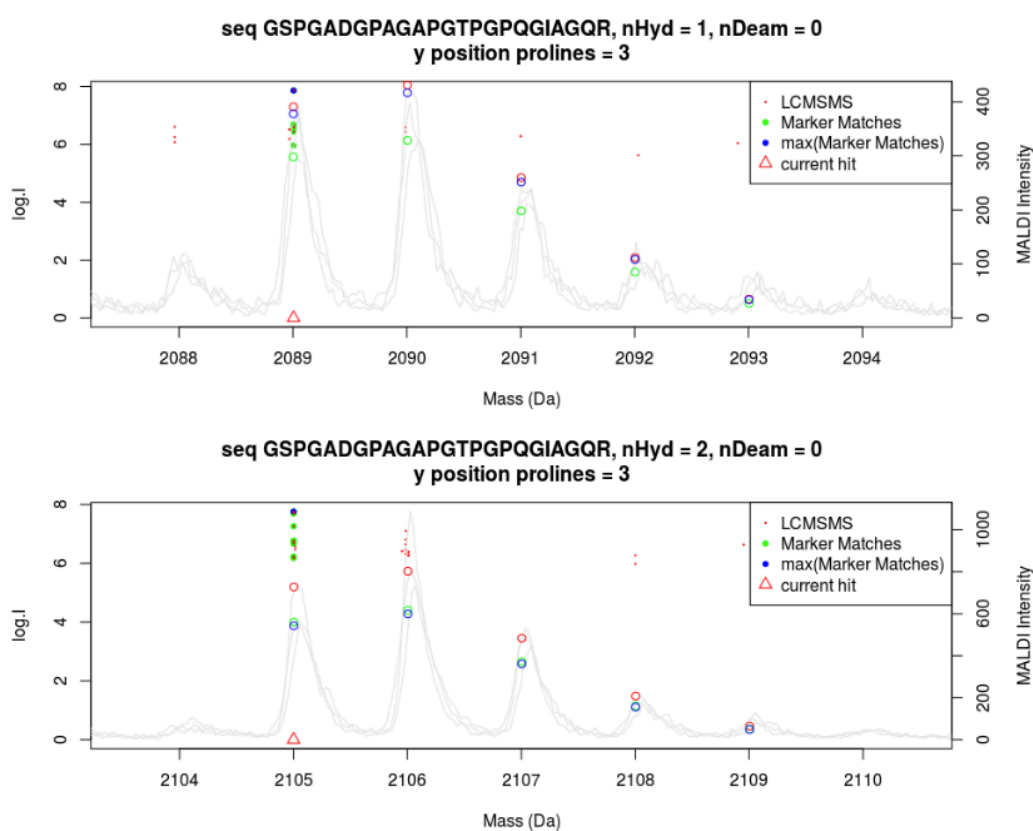 seq GSPGADGPAGAPGTPGPQGIAGQR, nHyd = 1, nDeam = 0
y position prolines = 3
8
6
4
2
0
log.I
400
300
200
100
0
MALDI Intensity
LCMSMS
Marker Matches
max(Marker Matches)
current hit
2088 2089 2090 2091 2092 2093 2094
Mass (Da)
seq GSPGADGPAGAPGTPGPQGIAGQR, nHyd = 2, nDeam = 0
y position prolines = 3
8
6
4
2
0
log.I
1000
600
200
0
MALDI Intensity
LCMSMS
Marker Matches
max(Marker Matches)
current hit
2104 2105 2106 2107 2108 2109 2110
Mass (Da)